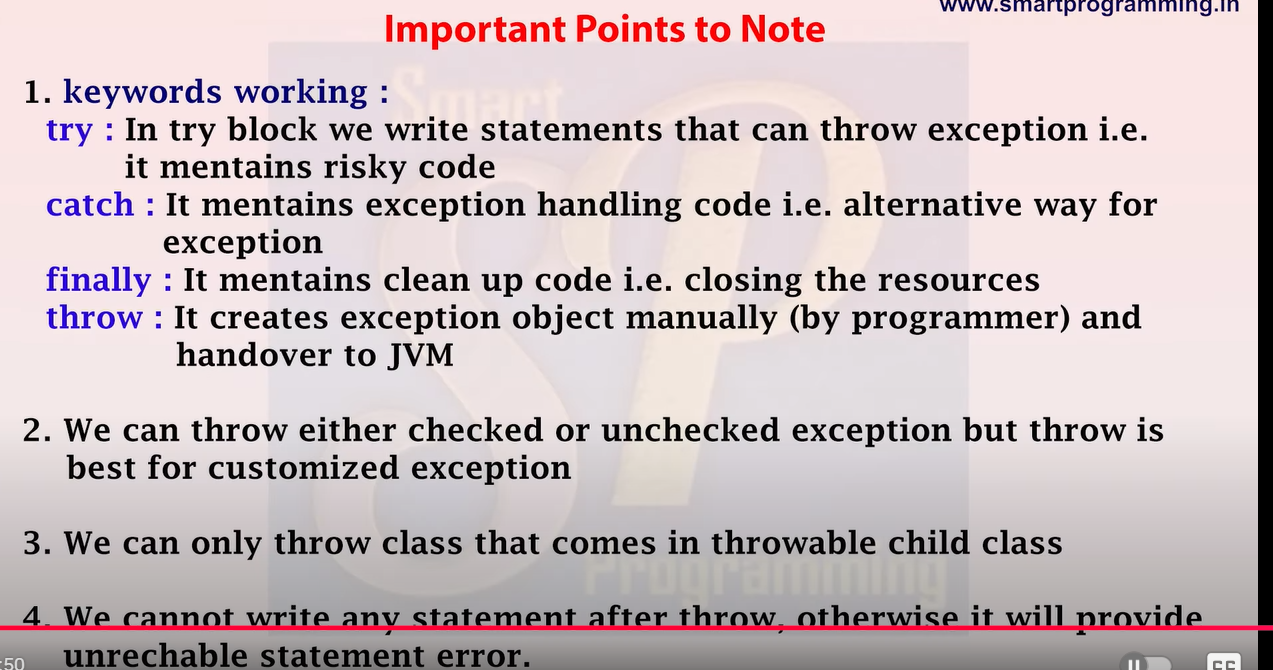 www.smartprogramming.in
Important Points to Note
1. keywords working :
try : In try block we write statements that can throw exception i.e.
it mentains risky code
catch : It mentains exception handling code i.e. alternative way for
exception
finally : It mentains clean up code i.e. closing the resources
throw : It creates exception object manually (by programmer) and
handover to JVM
2. We can throw either checked or unchecked exception but throw is
best for customized exception
3. We can only throw class that comes in throwable child class
4. We cannot write any statement after throw, otherwise it will provide
unrechable statement error.
Smart
SP
Programming
:50